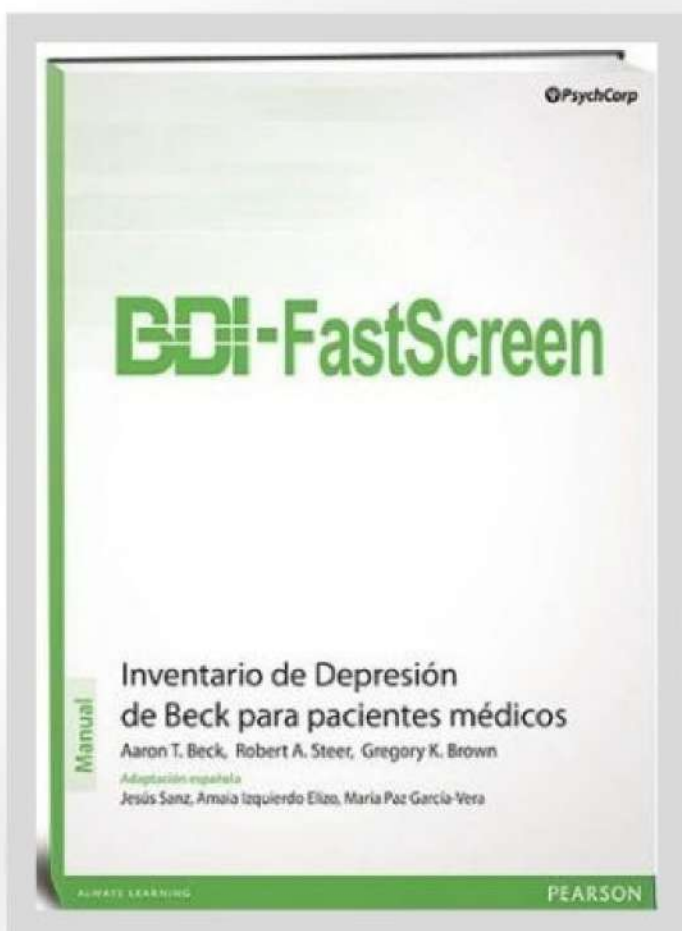 PsychCorp
BDI-FastScreen
Inventario de Depresión
de Beck para pacientes médicos
Aaron T. Beck, Robert A. Steer, Gregory K. Brown
Adaptación española
Jesús Sanz, Amaia Izquierdo Elizo, María Paz García-Vera
Manual
ALWAYS LEARNING
PEARSON